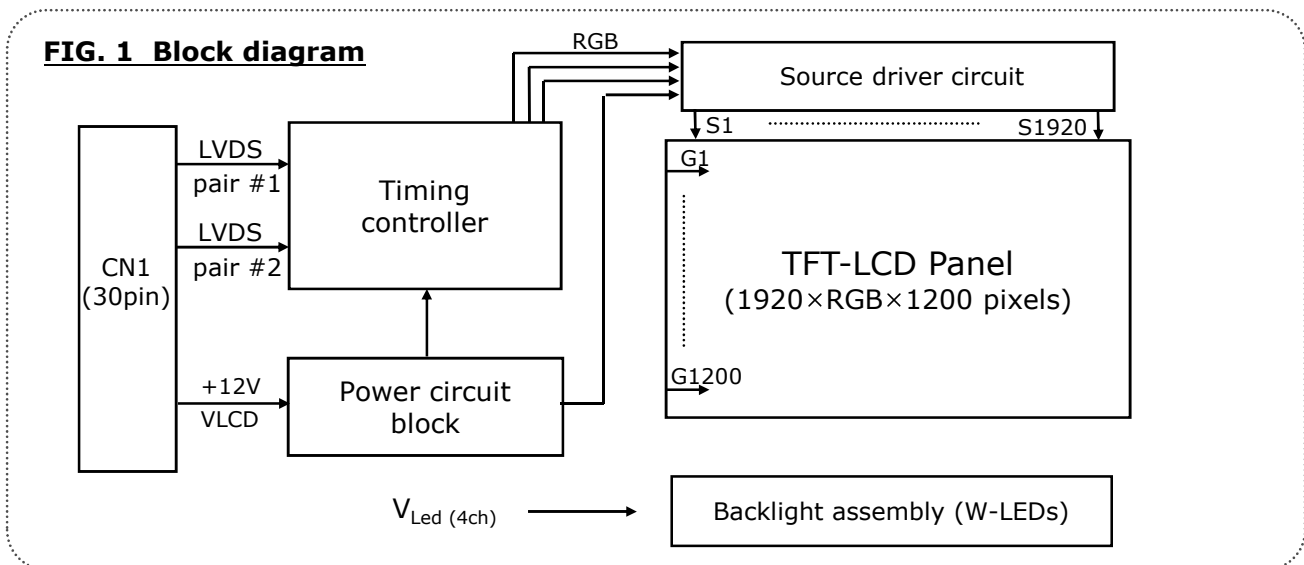 FIG. 1 Block diagram
RGB
Source driver circuit
S1
S1920
CN1
(30pin)
LVDS
pair #1
LVDS
pair #2
Timing
controller
G1
TFT-LCD Panel
(1920×RGB×1200 pixels)
G1200
+12V
VLCD
Power circuit
block
VLed (4ch)
Backlight assembly (W-LEDs)